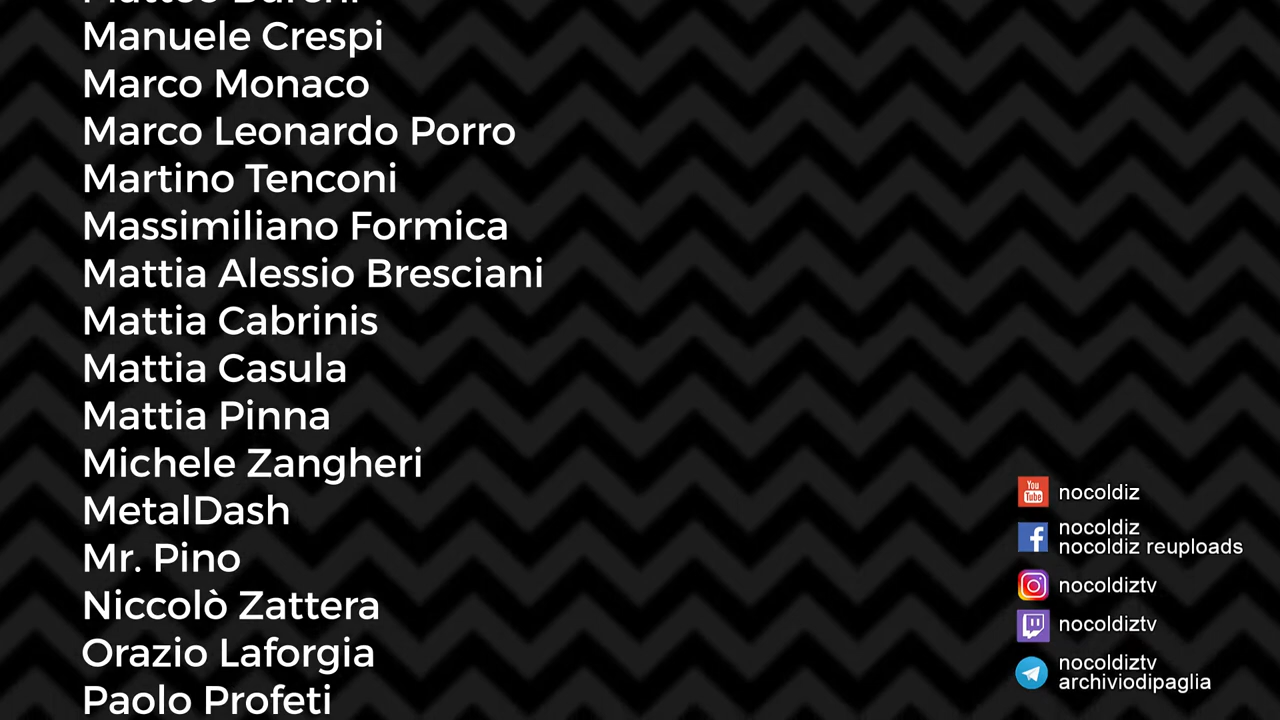 Manuele Crespi
Marco Monaco
Marco Leonardo Porro
Martino Tenconi
Massimiliano Formica
Mattia Alessio Bresciani
Mattia Cabrinis
Mattia Casula
Mattia Pinna
Michele Zangheri
MetalDash
Mr. Pino
Niccolò Zattera
Orazio Laforgia
Paolo Profeti
You
Tube
nocoldiz
nocoldiz
nocoldiz reuploads
nocoldiztv
nocoldiztv
nocoldiztv
archiviodipaglia